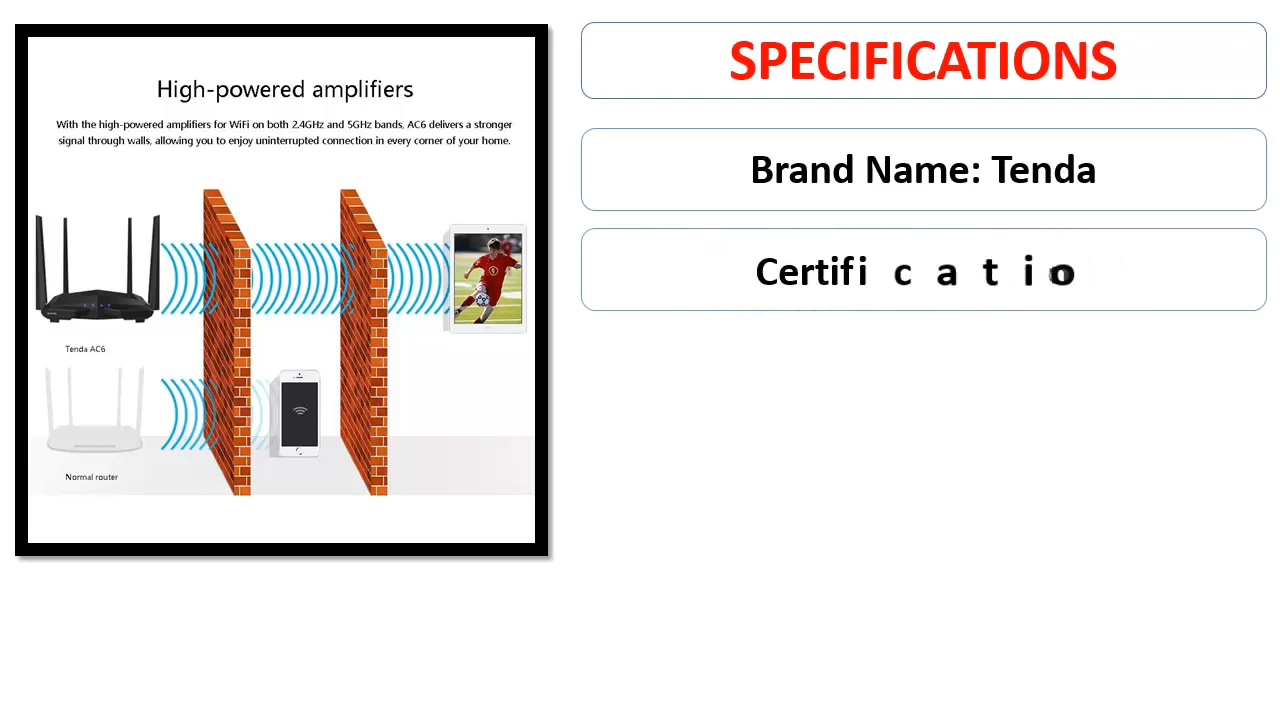 High-powered amplifiers
With the high-powered amplifiers for WiFi on both 2.4GHz and 5GHz bands, AC6 delivers a stronger
signal through walls, allowing you to enjoy uninterrupted connection in every corner of your home.
Tenda AC6
Normal router
SPECIFICATIONS
Brand Name: Tenda
Certificatio